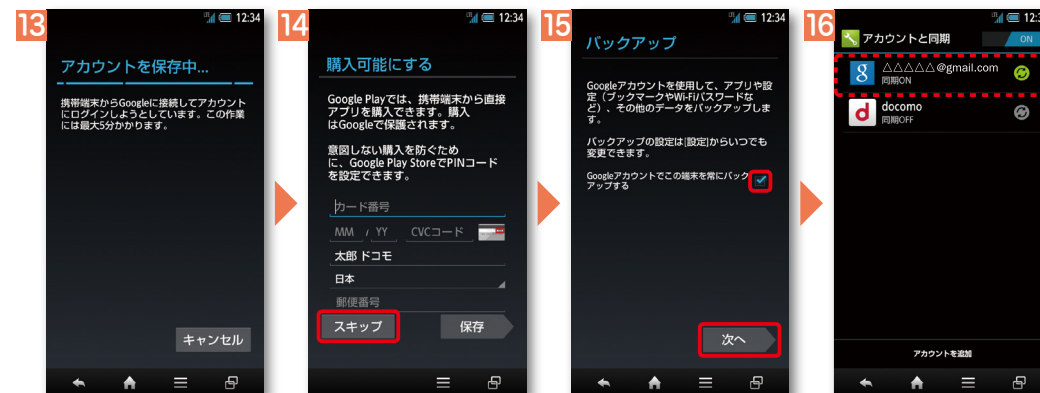 13
12:34
アカウントを保存中...
携帯端末からGoogleに接続してアカウント
にログインしようとしています。この作業
には最大5分かかります。
キャンセル
14
12:34
購入可能にする
Google Playでは、携帯端末から直接
アプリを購入できます。購入
はGoogleで保護されます。
意図しない購入を防ぐため
に、Google Play StoreでPINコード
を設定できます。
カード番号
MM / YY CVCコード
太郎 ドコモ
日本
郵便番号
スキップ 保存
15
12:34
バックアップ
Googleアカウントを使用して、アプリや設
定（ブックマークやWi-Fiパスワードな
ど）、その他のデータをバックアップしま
す。
バックアップの設定は[設定]からいつでも
変更できます。
Googleアカウントでこの端末を常にバック
アップする
次へ
16
12:3
アカウントと同期 ON
8 △△△△△@gmail.com
同期ON
d docomo
同期OFF
アカウントを追加